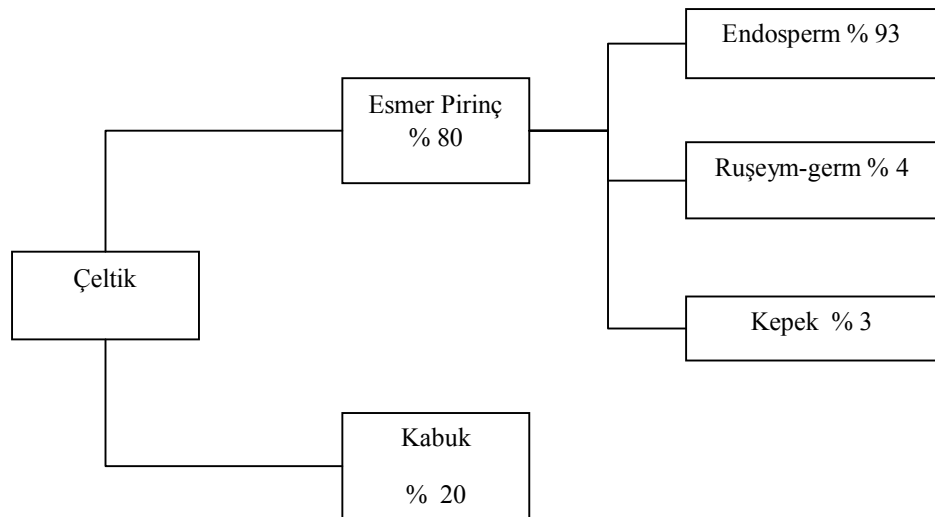 Çeltik
Esmer Pirinç
% 80
Endosperm % 93
Ruşeym-germ % 4
Kepek % 3
Kabuk
% 20